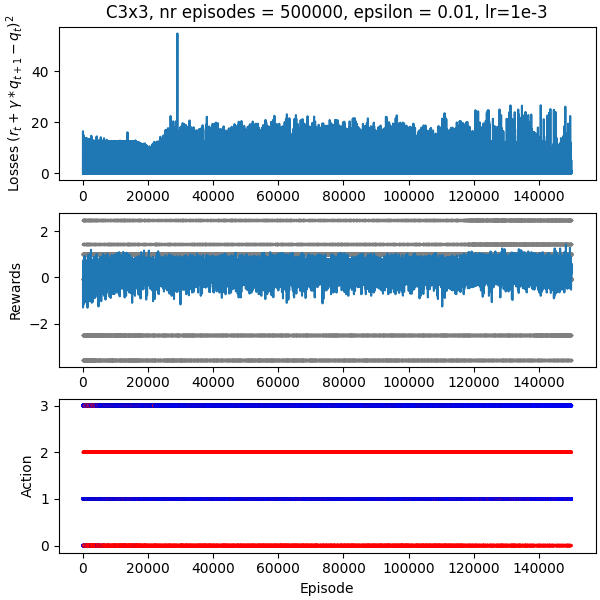 C3x3, nr episodes = 500000, epsilon = 0.01, lr=1e-3
Losses $(r_t + \gamma * q_{t+1} - q_t)^2$
40
20
0
0 20000 40000 60000 80000 100000 120000 140000
Rewards
2
0
−2
0 20000 40000 60000 80000 100000 120000 140000
Action
3
2
1
0
0 20000 40000 60000 80000 100000 120000 140000
Episode